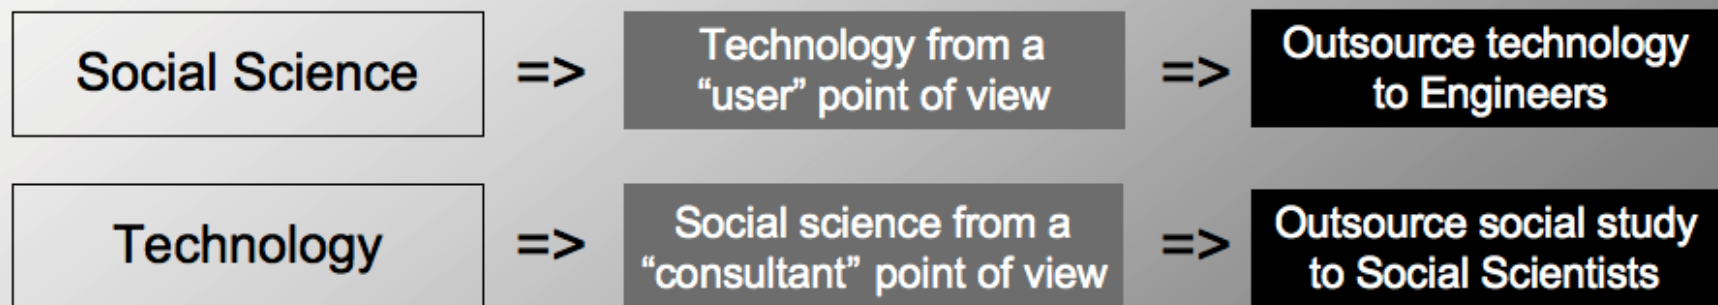 Social Science => Technology from a => Outsource technology
“user” point of view to Engineers
Technology => Social science from a => Outsource social study
“consultant” point of view to Social Scientists